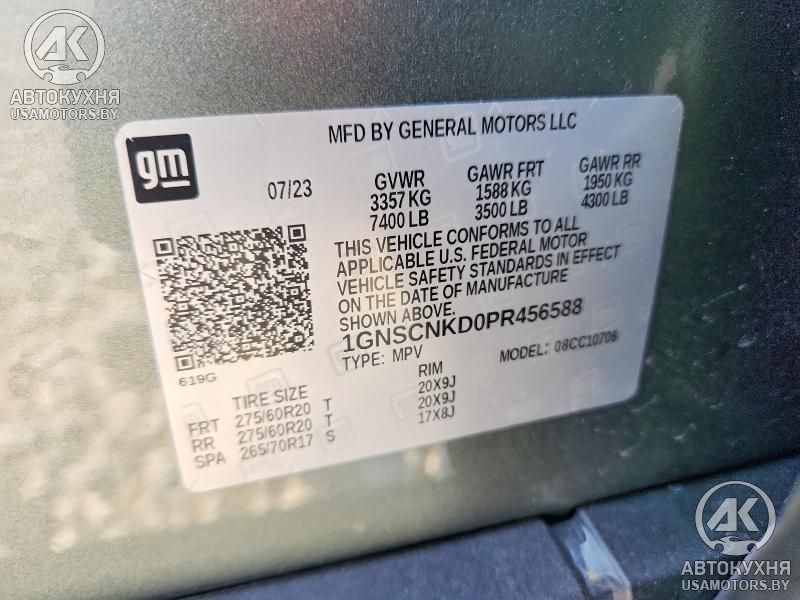 АК
АВТОКУХНЯ
USAMOTORS.BY
gm
MFD BY GENERAL MOTORS LLC
07/23
GVWR
3357 KG
7400 LB
GAWR FRT
1588 KG
3500 LB
GAWR RR
1950 KG
4300 LB
THIS VEHICLE CONFORMS TO ALL
APPLICABLE U.S. FEDERAL MOTOR
VEHICLE SAFETY STANDARDS IN EFFECT
ON THE DATE OF MANUFACTURE
SHOWN ABOVE.
1GNSCNKD0PR456588
TYPE: MPV
MODEL: 08CC10706
619G
TIRE SIZE
RIM
FRT 275/60R20 T 20X9J
RR 275/60R20 T 20X9J
SPA 265/70R17 S 17X8J
АК
АВТОКУХНЯ
USAMOTORS.BY